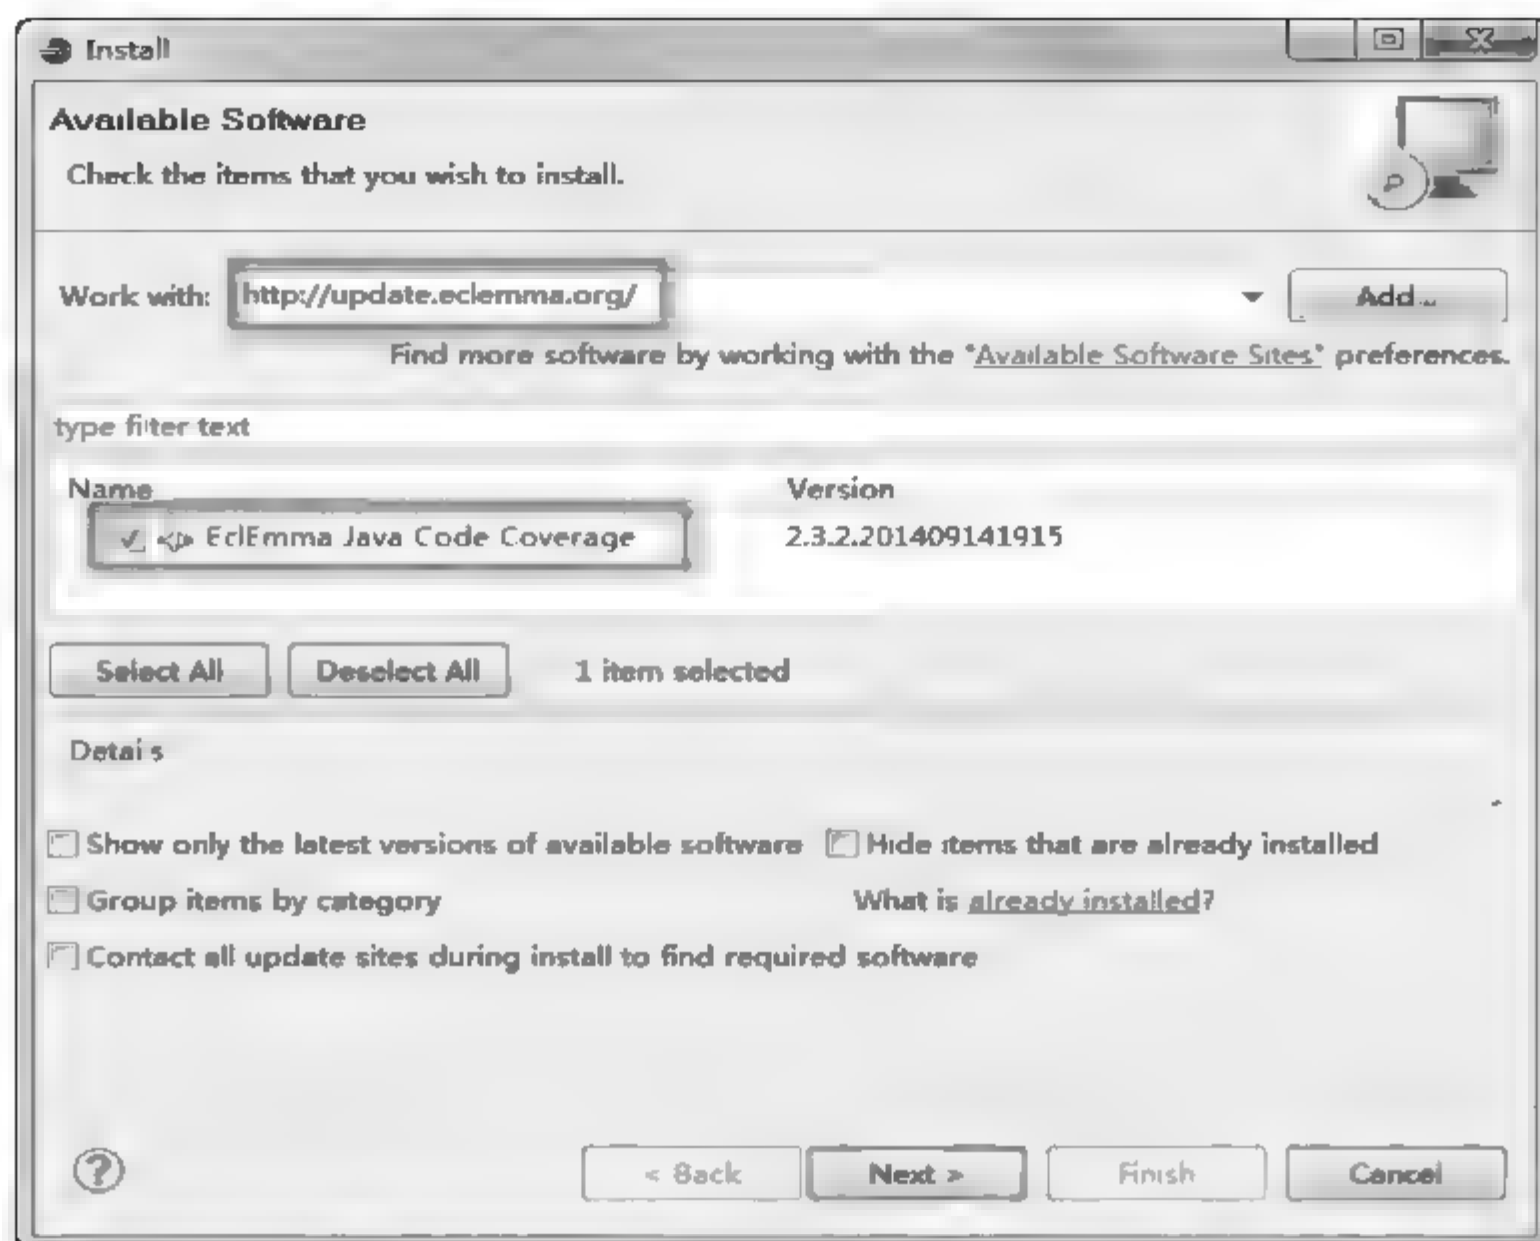 Install
Available Software
Check the items that you wish to install.
Work with: http://update.eclemma.org/ Add...
Find more software by working with the "Available Software Sites" preferences.
type filter text
Name Version
EclEmma Java Code Coverage 2.3.2.201409141915
Select All Deselect All 1 item selected
Details
Show only the latest versions of available software Hide items that are already installed
Group items by category What is already installed?
Contact all update sites during install to find required software
? < Back Next > Finish Cancel